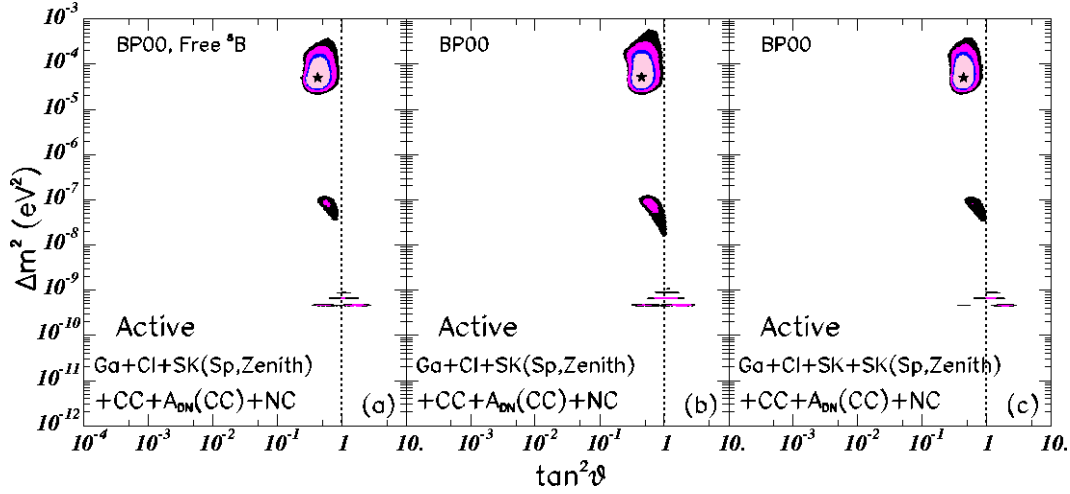 BP00, Free ⁸B
BP00
BP00
10⁻⁴
10⁻⁵
10⁻⁶
10⁻⁷
10⁻⁸
10⁻⁹
10⁻¹⁰
10⁻¹¹
10⁻¹²
Δm² (eV²)
Active
Ga+Cl+SK(Sp,Zenith)
+CC+A_DN(CC)+NC
(a)
Active
Ga+Cl+SK(Sp,Zenith)
+CC+A_DN(CC)+NC
(b)
Active
Ga+Cl+SK+SK(Sp,Zenith)
+CC+A_DN(CC)+NC
(c)
10⁻⁴ 10⁻³ 10⁻² 10⁻¹ 1 10. 10⁻³ 10⁻² 10⁻¹ 1 10. 10⁻³ 10⁻² 10⁻¹ 1 10.
tan²ϑ